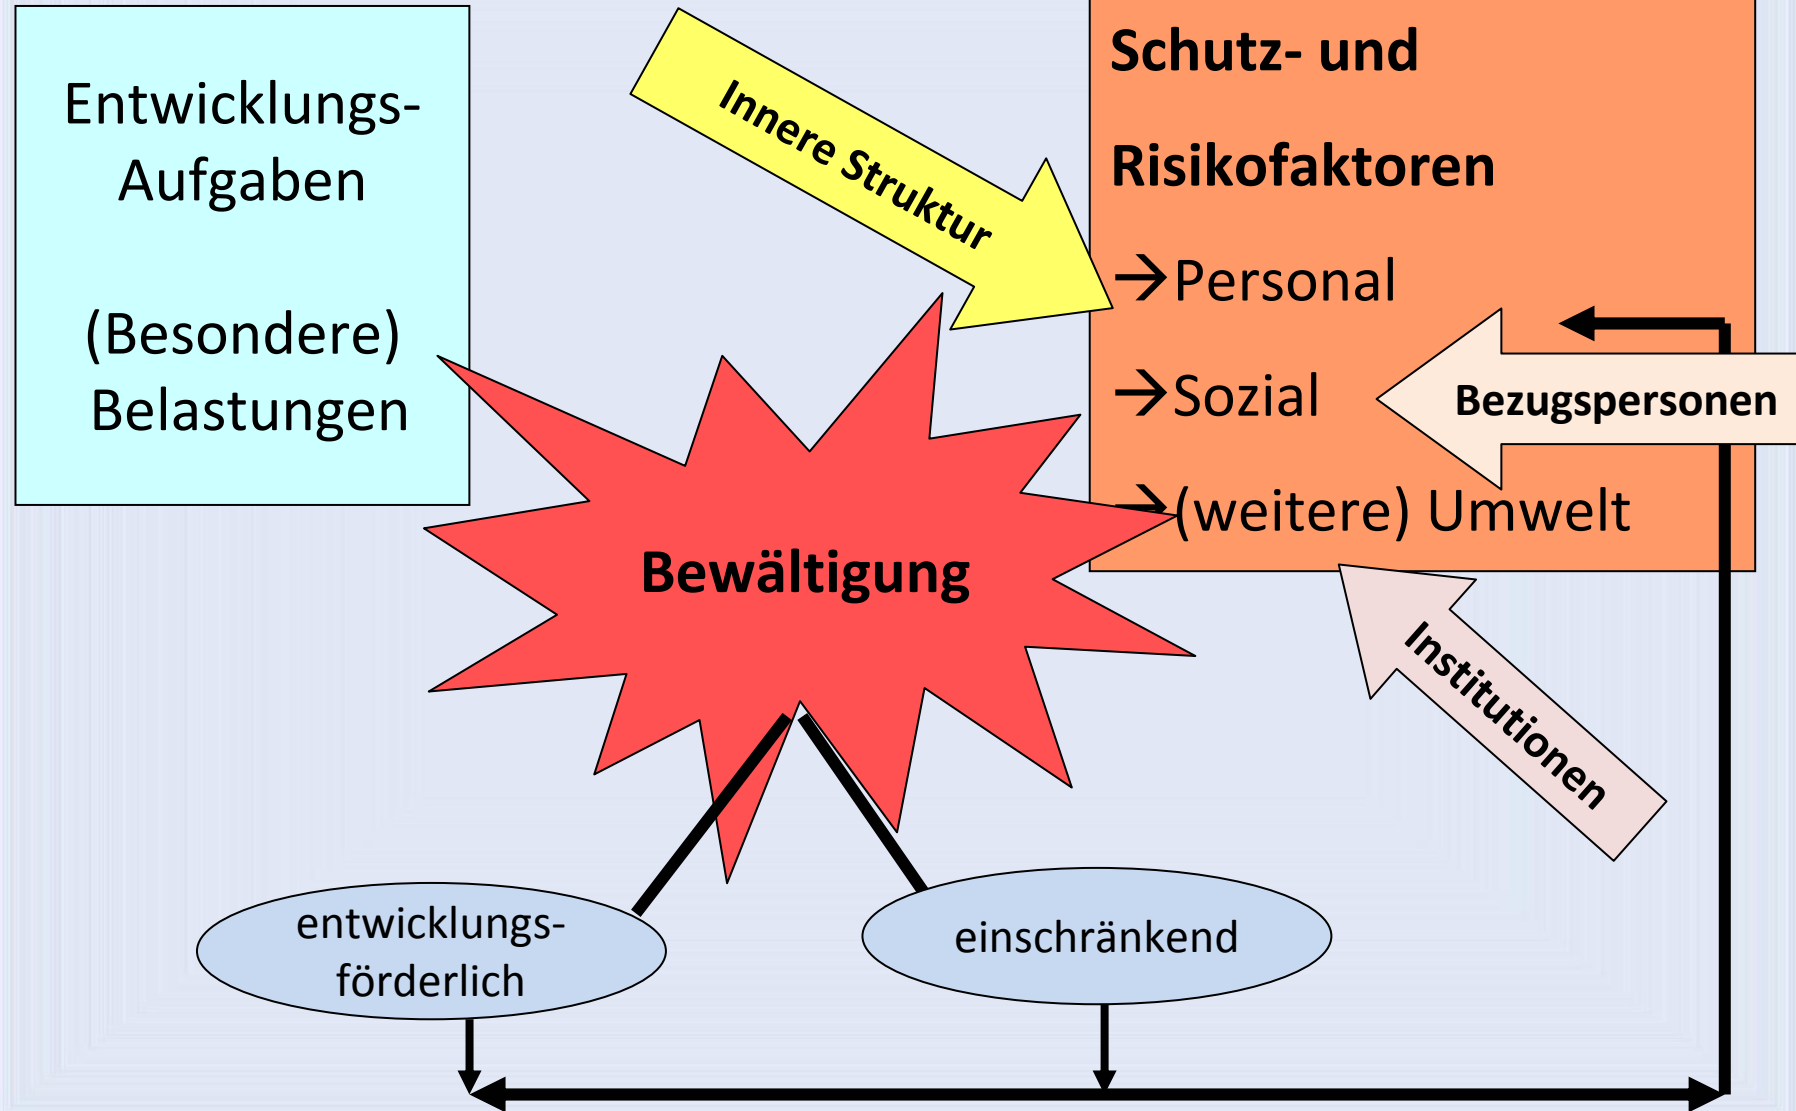 Entwicklungs-
Aufgaben
(Besondere)
Belastungen
Innere Struktur
Schutz- und
Risikofaktoren
→Personal
→Sozial
→(weitere) Umwelt
Bezugspersonen
Bewältigung
Institutionen
entwicklungs-
förderlich
einschränkend